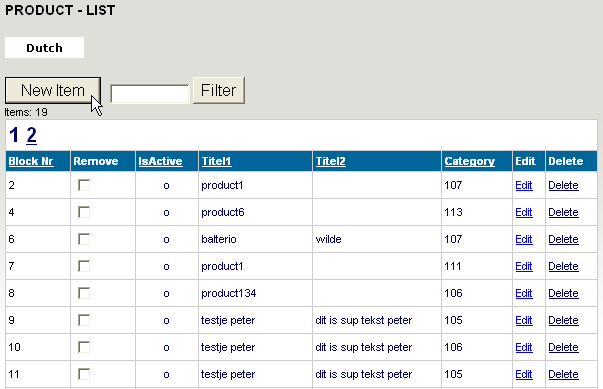 PRODUCT - LIST
Dutch
New Item Filter
Items: 19
1 2
Block Nr Remove IsActive Titel1 Titel2 Category Edit Delete
2 o product1 107 Edit Delete
4 o product6 113 Edit Delete
6 o balterio wilde 107 Edit Delete
7 o product1 111 Edit Delete
8 o product134 106 Edit Delete
9 o testje peter dit is sup tekst peter 105 Edit Delete
10 o testje peter dit is sup tekst peter 106 Edit Delete
11 o testje peter dit is sup tekst peter 105 Edit Delete